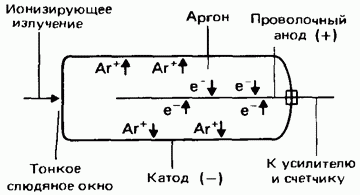 Ионизирующее
излучение
Аргон
Проволочный
анод (+)
Ar⁺
Ar⁺
e⁻
e⁻
e⁻
e⁻
Ar⁺
Ar⁺
Тонкое
слюдяное окно
Катод (−)
К усилителю
и счетчику